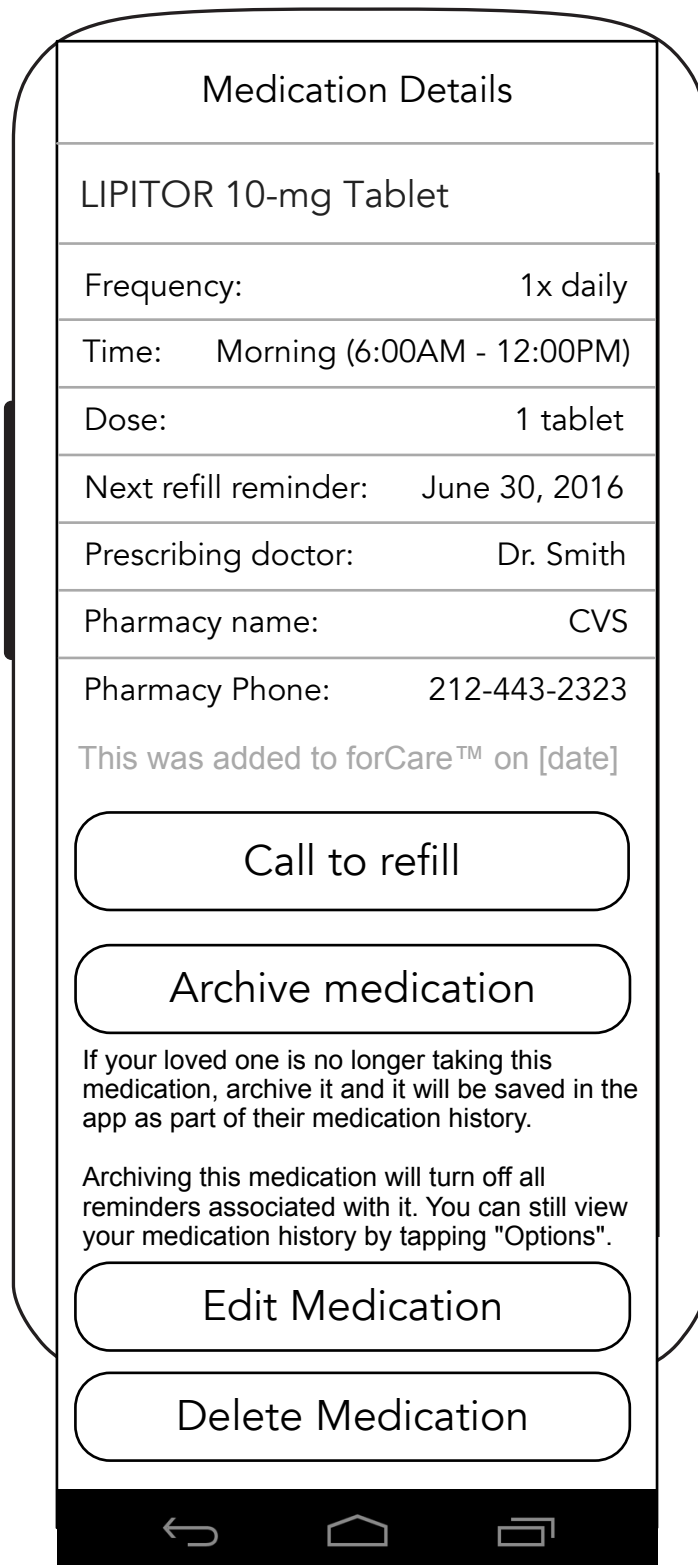 Medication Details
LIPITOR 10-mg Tablet
Frequency: 1x daily
Time: Morning (6:00AM - 12:00PM)
Dose: 1 tablet
Next refill reminder: June 30, 2016
Prescribing doctor: Dr. Smith
Pharmacy name: CVS
Pharmacy Phone: 212-443-2323
This was added to forCare™ on [date]
Call to refill
Archive medication
If your loved one is no longer taking this
medication, archive it and it will be saved in the
app as part of their medication history.
Archiving this medication will turn off all
reminders associated with it. You can still view
your medication history by tapping "Options".
Edit Medication
Delete Medication